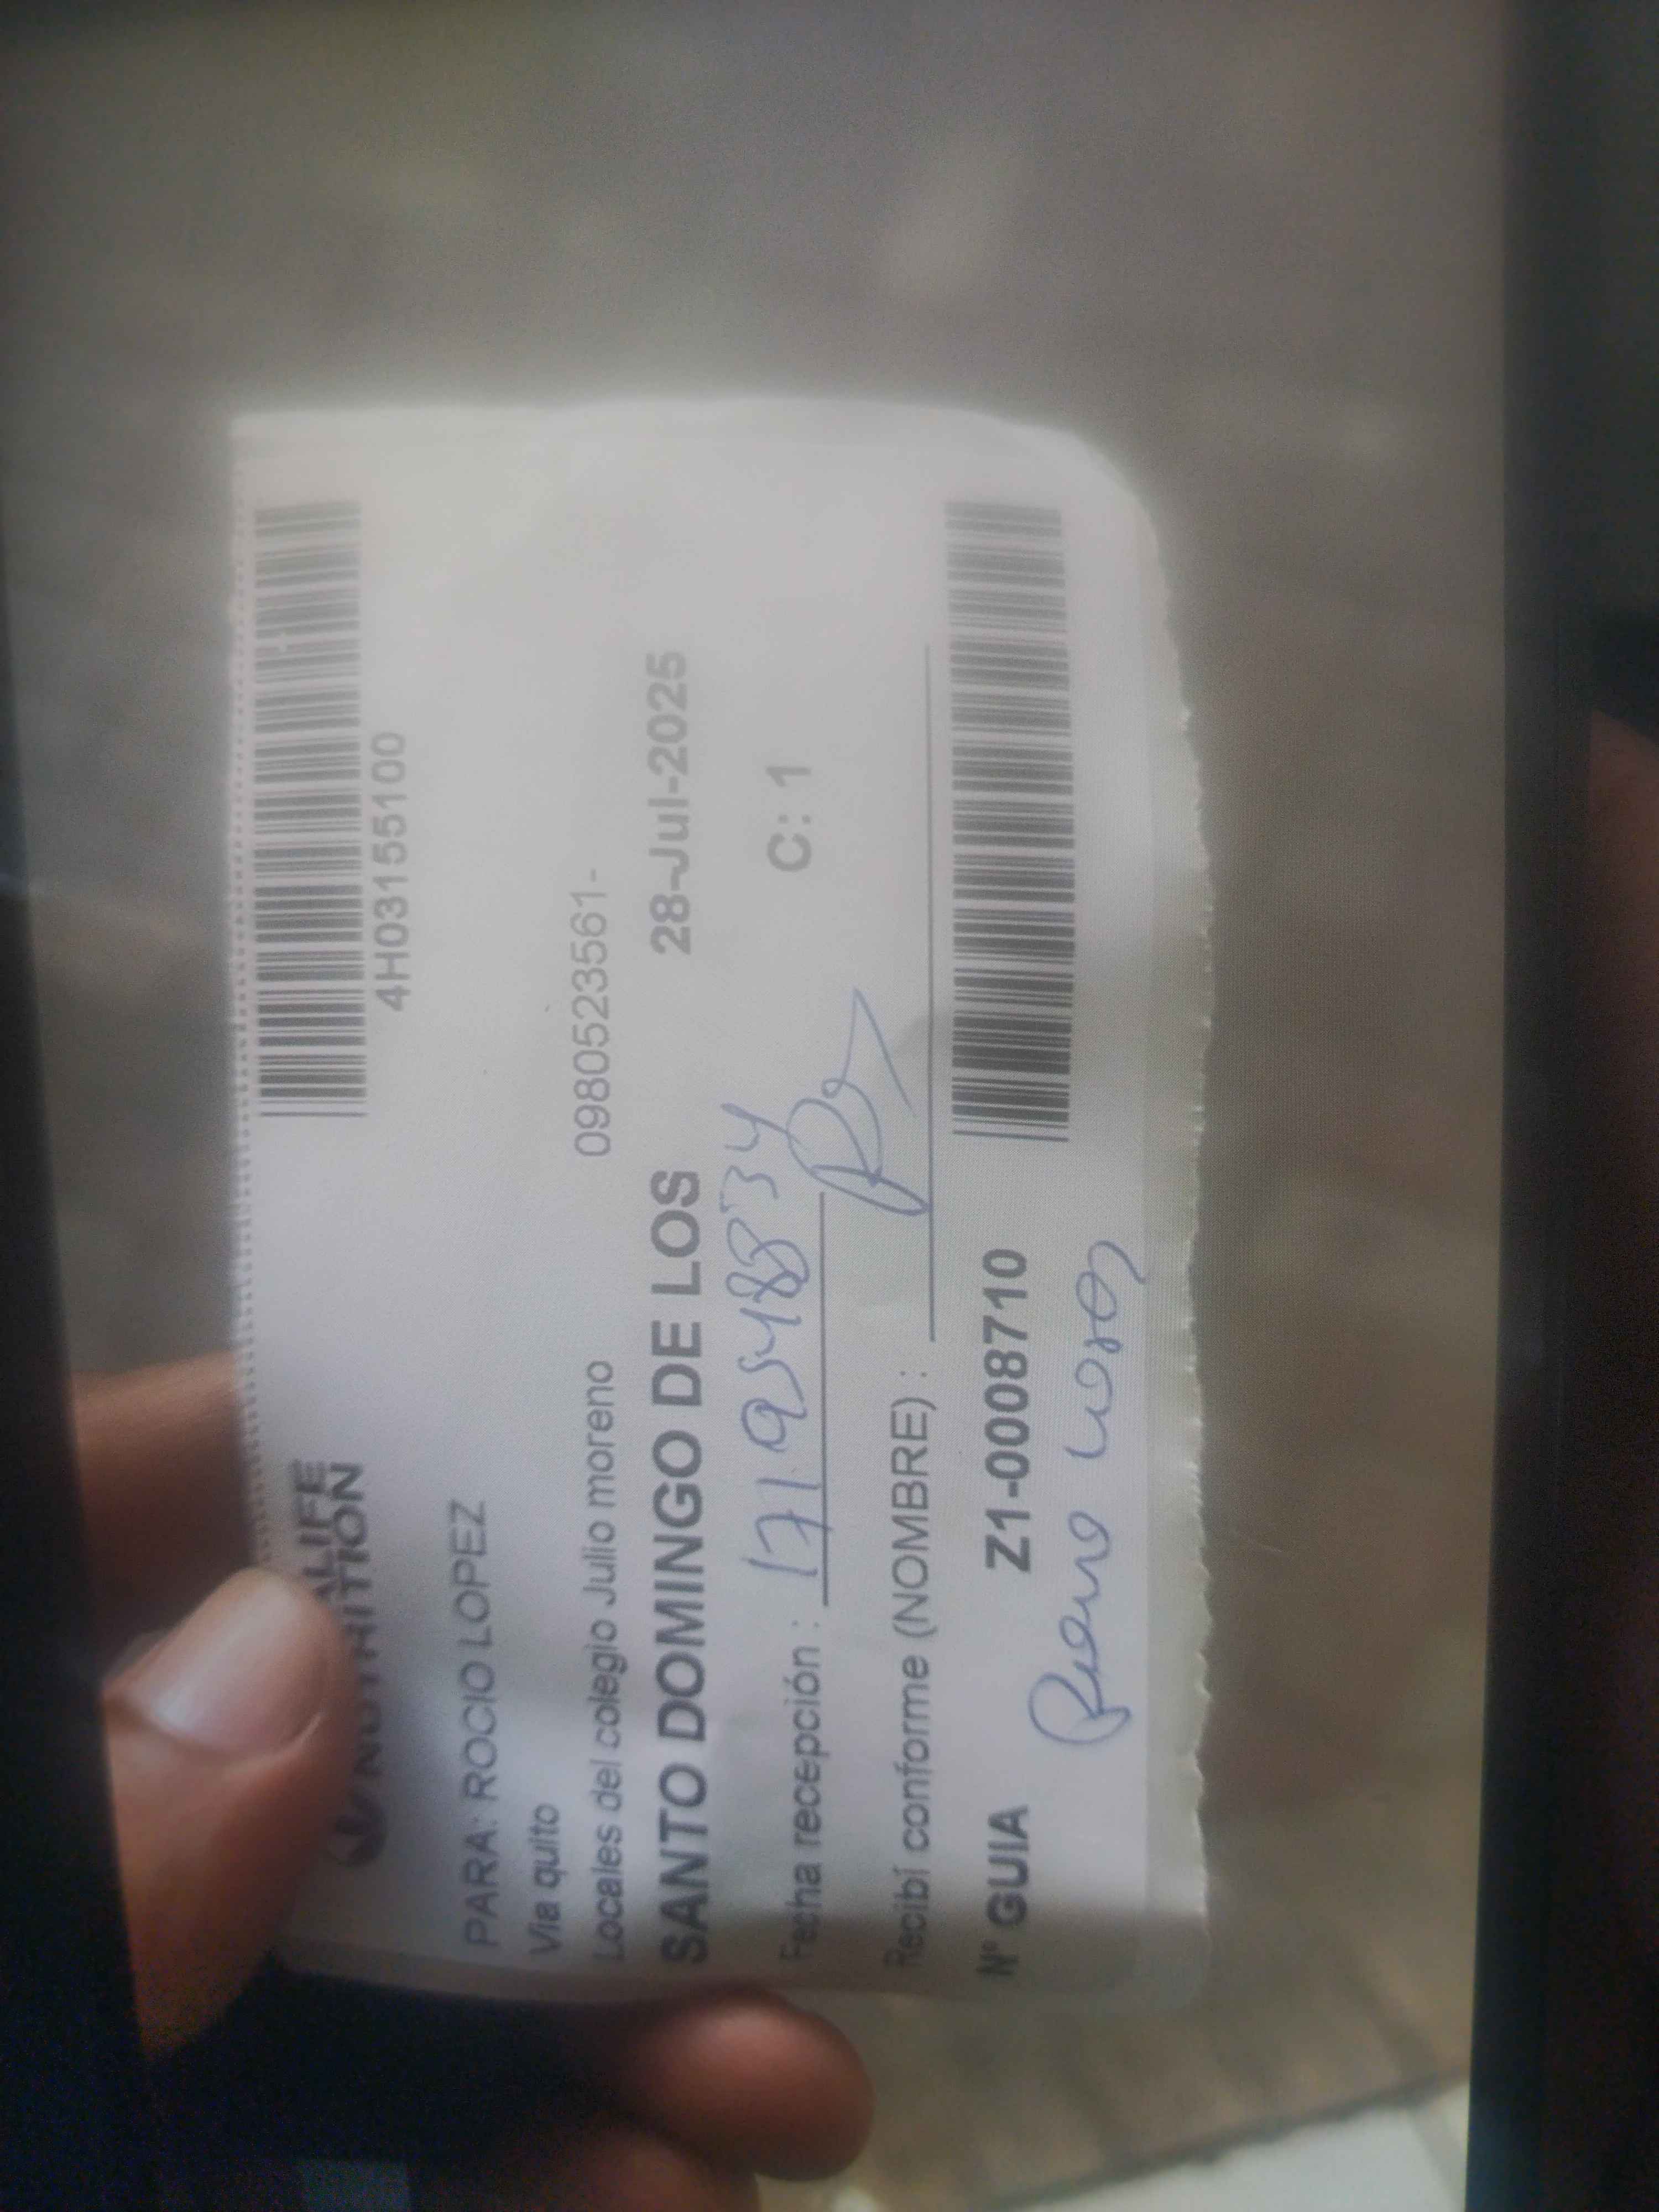 ALIFE
NUTRITION
4H03155100
PARA: ROCIO LOPEZ
Via quito
Locales del colegio Julio moreno 0980523561-
SANTO DOMINGO DE LOS 28-Jul-2025
Fecha recepción : C: 1
Recibí conforme (NOMBRE) :
N° GUIA Z1-0008710